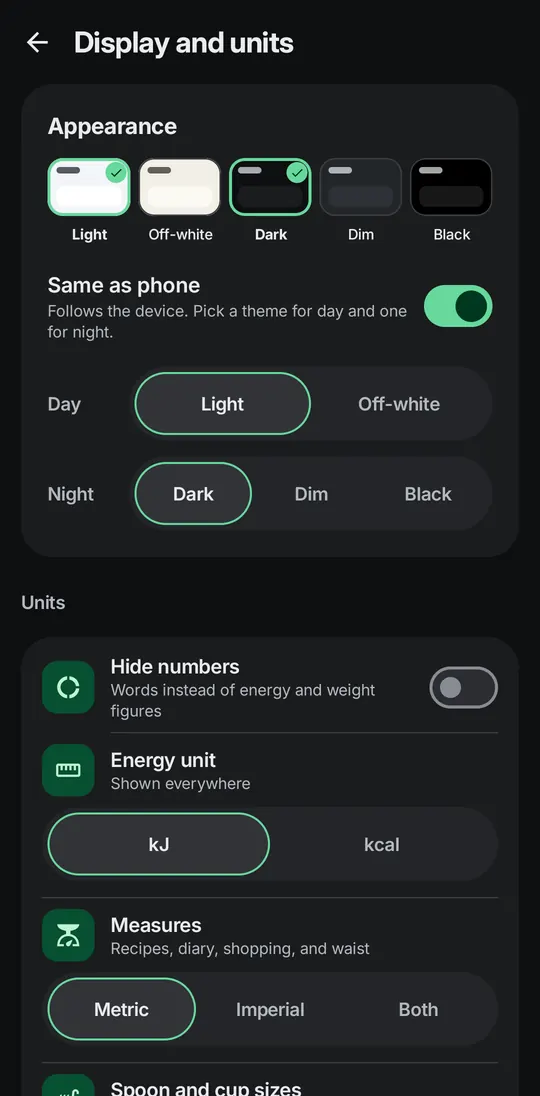 Display and units
Appearance
Light
Off-white
Dark
Dim
Black
Same as phone
Follows the device. Pick a theme for day and one
for night.
Day
Light
Off-white
Night
Dark
Dim
Black
Units
Hide numbers
Words instead of energy and weight
figures
Energy unit
Shown everywhere
kJ
kcal
Measures
Recipes, diary, shopping, and waist
Metric
Imperial
Both
Spoon and cup sizes